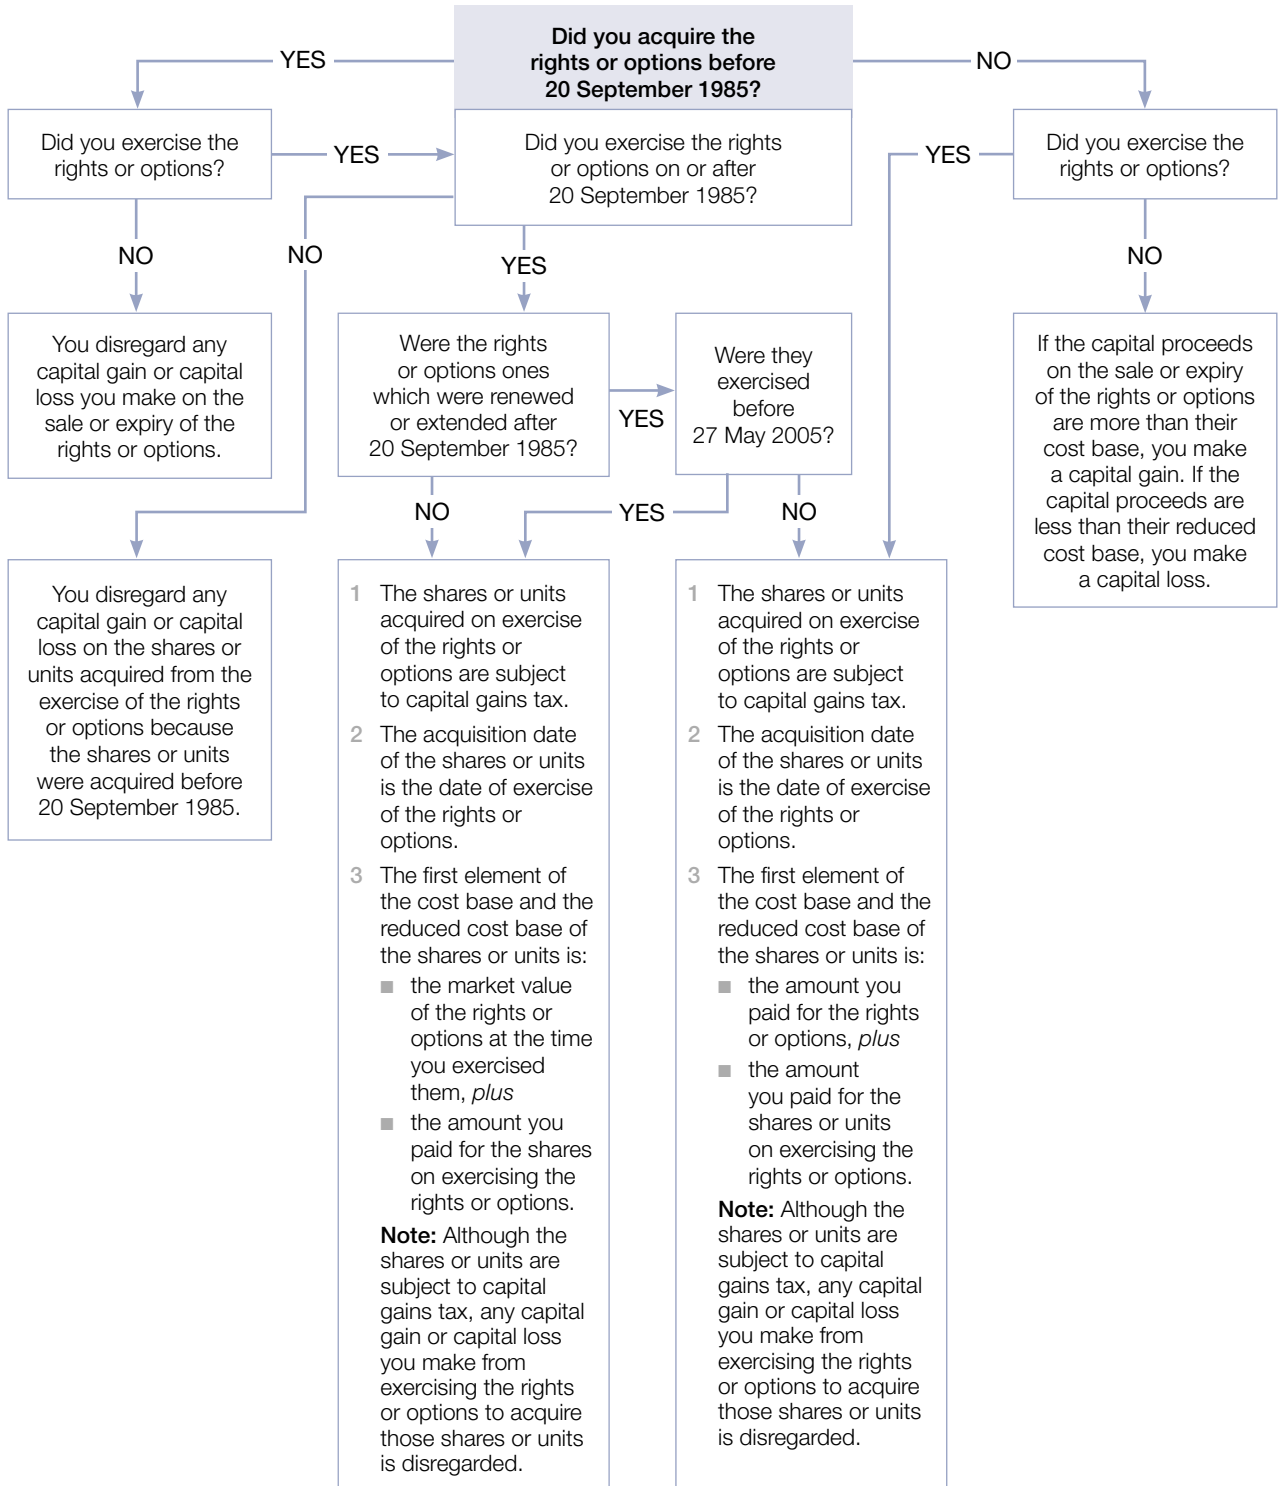 Did you acquire the
rights or options before
20 September 1985?
YES
NO
Did you exercise the
rights or options?
YES
Did you exercise the rights
or options on or after
20 September 1985?
YES
Did you exercise the
rights or options?
NO
NO
YES
NO
You disregard any
capital gain or capital
loss you make on the
sale or expiry of the
rights or options.
Were the rights
or options ones
which were renewed
or extended after
20 September 1985?
YES
Were they
exercised
before
27 May 2005?
If the capital proceeds
on the sale or expiry
of the rights or options
are more than their
cost base, you make
a capital gain. If the
capital proceeds are
less than their reduced
cost base, you make
a capital loss.
NO
YES
NO
You disregard any
capital gain or capital
loss on the shares or
units acquired from the
exercise of the rights
or options because
the shares or units
were acquired before
20 September 1985.
1 The shares or units
acquired on exercise
of the rights or
options are subject
to capital gains tax.
2 The acquisition date
of the shares or units
is the date of exercise
of the rights or
options.
3 The first element of
the cost base and the
reduced cost base of
the shares or units is:
■ the market value
of the rights or
options at the time
you exercised
them, plus
■ the amount you
paid for the shares
on exercising the
rights or options.
Note: Although the
shares or units are
subject to capital
gains tax, any capital
gain or capital loss
you make from
exercising the rights
or options to acquire
those shares or units
is disregarded.
1 The shares or units
acquired on exercise
of the rights or
options are subject
to capital gains tax.
2 The acquisition date
of the shares or units
is the date of exercise
of the rights or
options.
3 The first element of
the cost base and the
reduced cost base of
the shares or units is:
■ the amount you
paid for the rights
or options, plus
■ the amount
you paid for the
shares or units
on exercising the
rights or options.
Note: Although the
shares or units are
subject to capital
gains tax, any capital
gain or capital loss
you make from
exercising the rights
or options to acquire
those shares or units
is disregarded.